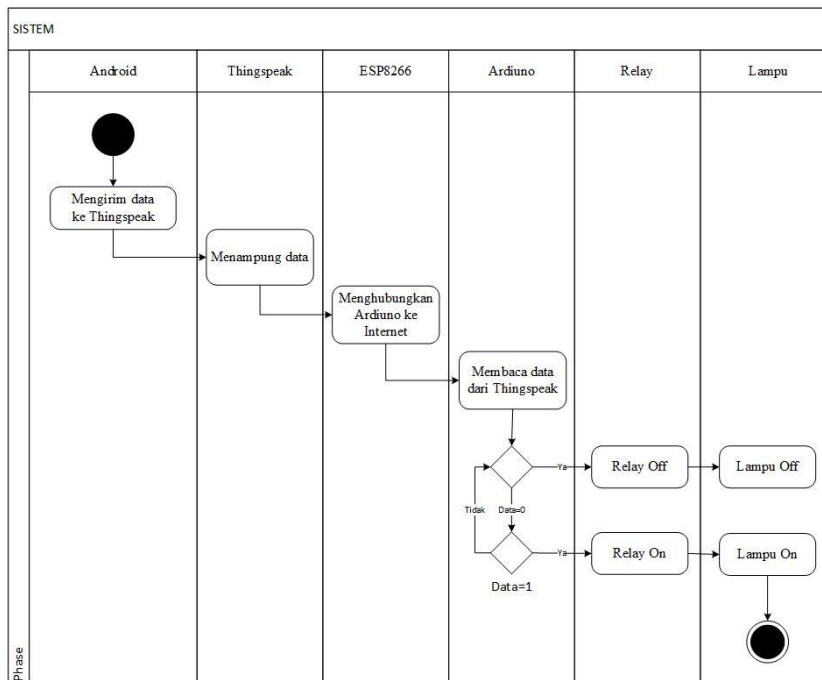 SISTEM
Android
Thingspeak
ESP8266
Ardiuno
Relay
Lampu
Mengirim data
ke Thingspeak
Menampung data
Menghubungkan
Ardiuno ke
Internet
Membaca data
dari Thingspeak
Ya
Relay Off
Lampu Off
Tidak
Data=0
Ya
Relay On
Lampu On
Data=1
Phase